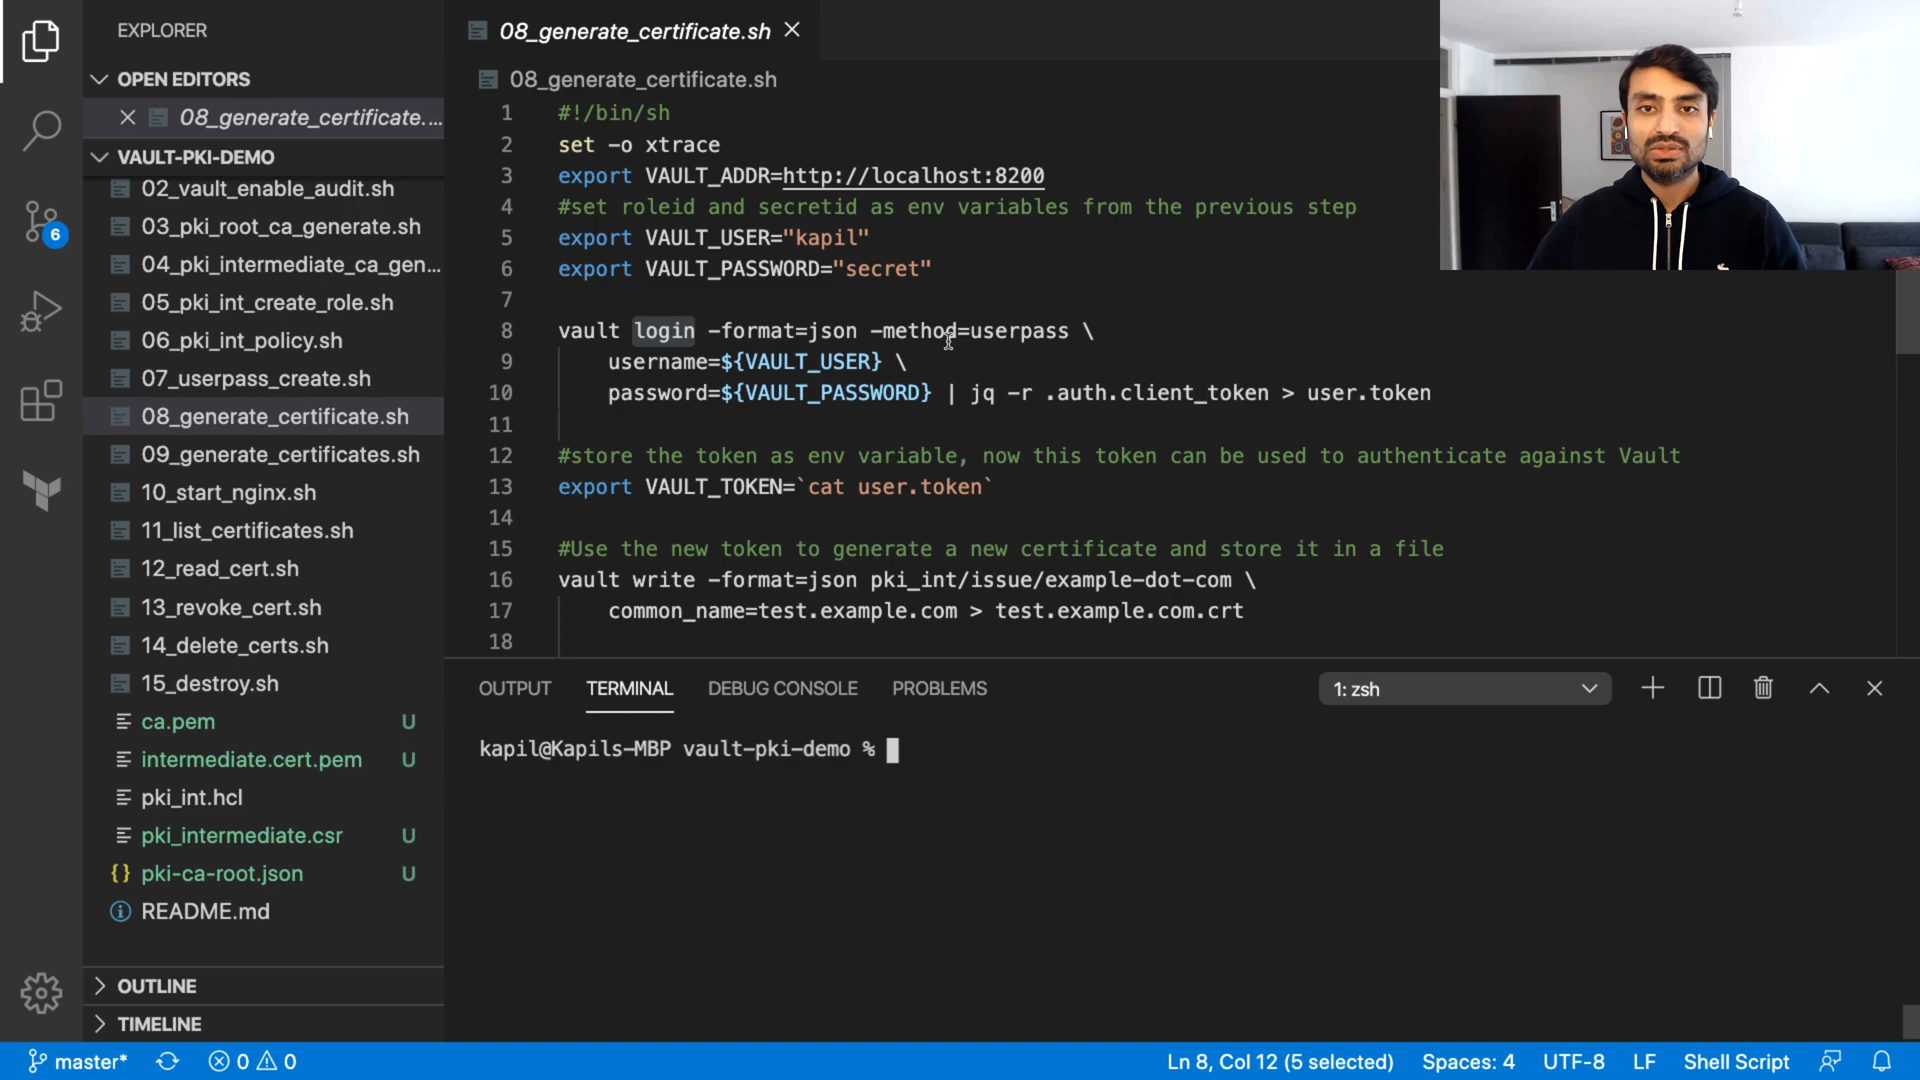 EXPLORER
OPEN EDITORS
08_generate_certificate....
VAULT-PKI-DEMO
02_vault_enable_audit.sh
03_pki_root_ca_generate.sh
04_pki_intermediate_ca_gen...
05_pki_int_create_role.sh
06_pki_int_policy.sh
07_userpass_create.sh
08_generate_certificate.sh
09_generate_certificates.sh
10_start_nginx.sh
11_list_certificates.sh
12_read_cert.sh
13_revoke_cert.sh
14_delete_certs.sh
15_destroy.sh
ca.pem U
intermediate.cert.pem U
pki_int.hcl
pki_intermediate.csr U
{} pki-ca-root.json U
README.md
OUTLINE
TIMELINE
6
08_generate_certificate.sh
08_generate_certificate.sh
1 #!/bin/sh
2 set -o xtrace
3 export VAULT_ADDR=http://localhost:8200
4 #set roleid and secretid as env variables from the previous step
5 export VAULT_USER="kapil"
6 export VAULT_PASSWORD="secret"
7
8 vault login -format=json -method=userpass \
9 username=${VAULT_USER} \
10 password=${VAULT_PASSWORD} | jq -r .auth.client_token > user.token
11
12 #store the token as env variable, now this token can be used to authenticate against Vault
13 export VAULT_TOKEN=`cat user.token`
14
15 #Use the new token to generate a new certificate and store it in a file
16 vault write -format=json pki_int/issue/example-dot-com \
17 common_name=test.example.com > test.example.com.crt
18
OUTPUT TERMINAL DEBUG CONSOLE PROBLEMS 1: zsh
kapil@Kapils-MBP vault-pki-demo %
master* 0 0 Ln 8, Col 12 (5 selected) Spaces: 4 UTF-8 LF Shell Script